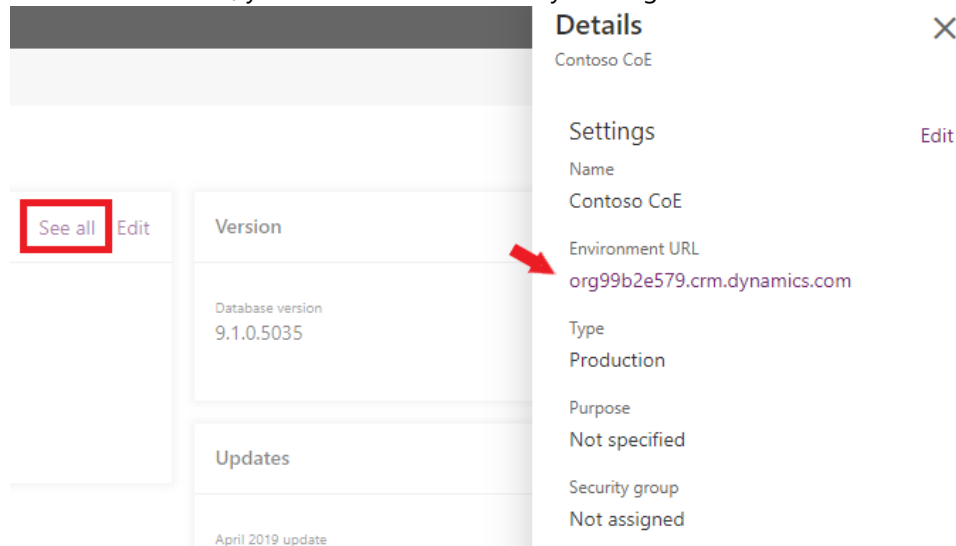 See all Edit
Version
Database version
9.1.0.5035
Updates
April 2019 update
Details
Contoso CoE
Settings
Edit
Name
Contoso CoE
Environment URL
org99b2e579.crm.dynamics.com
Type
Production
Purpose
Not specified
Security group
Not assigned